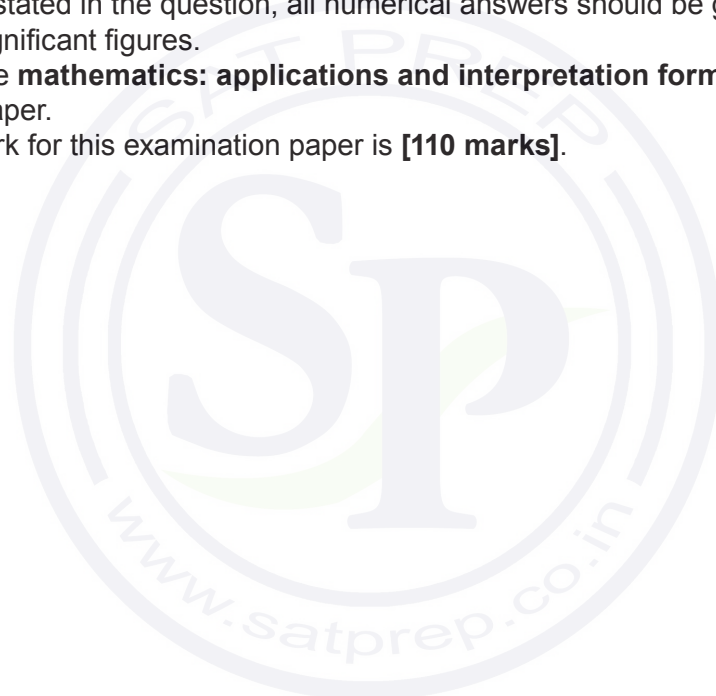 stated in the question, all numerical answers should be g
gnificant figures.
e mathematics: applications and interpretation form
aper.
rk for this examination paper is [110 marks].
SAT PREP
SP
www.satprep.co.in